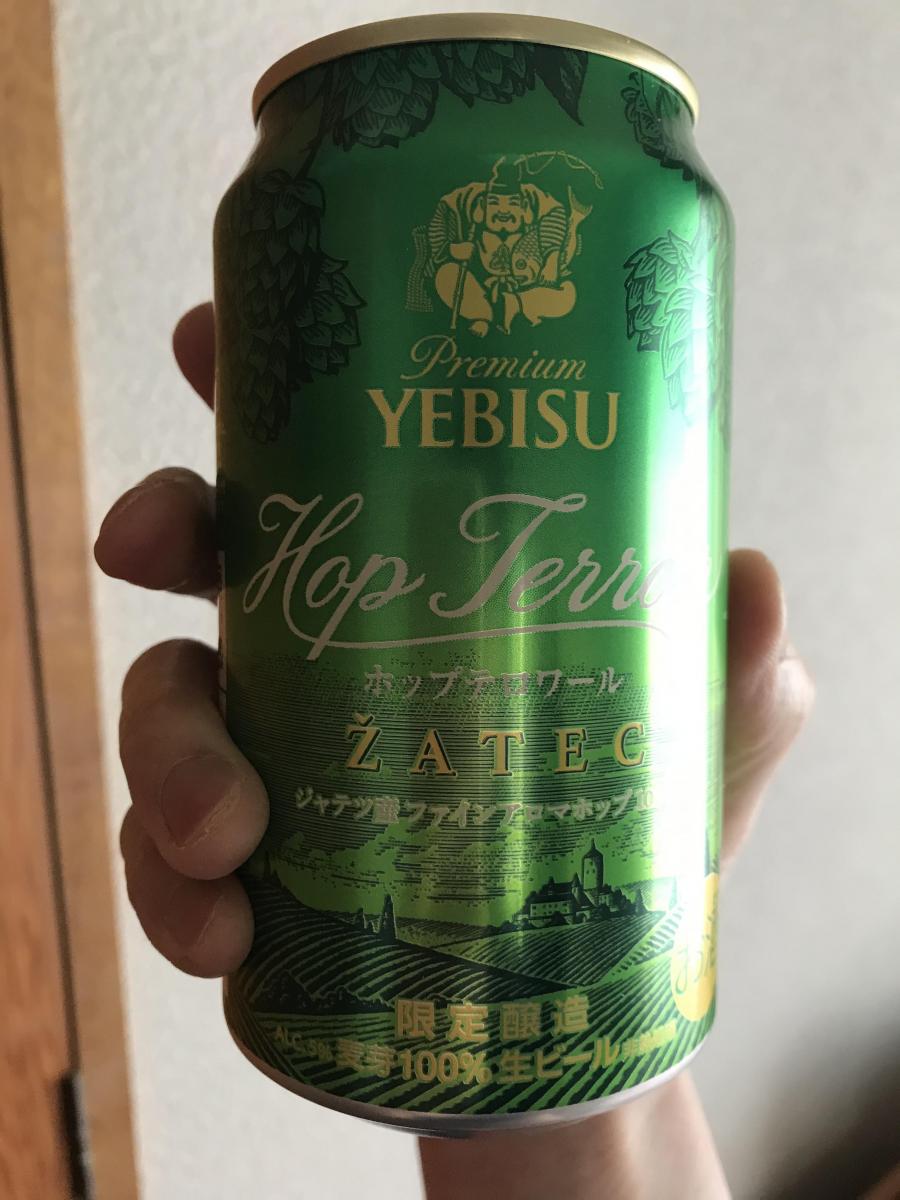 Premium
YEBISU
Hop
ホップテロワール
ŽATEC
ジャテツ産ファインアロマホップ
限定醸造
ALC.5% 麦芽100% 生ビール